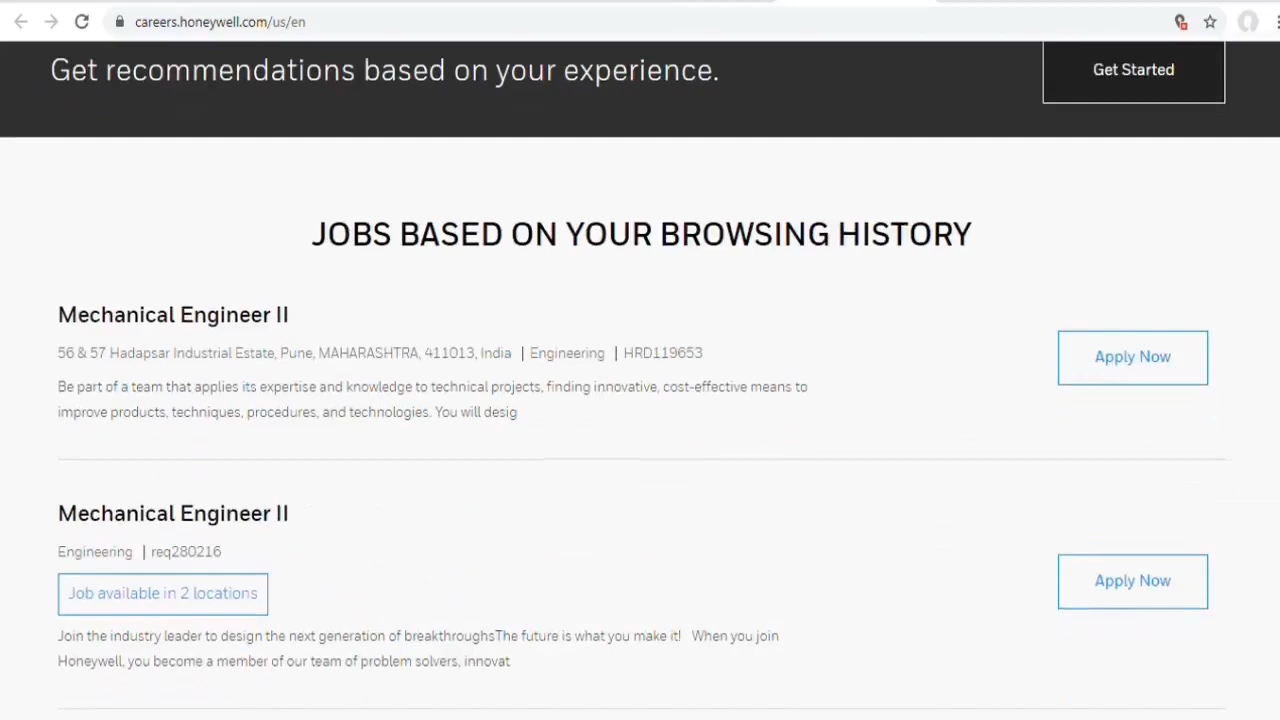 careers.honeywell.com/us/en
Get recommendations based on your experience.
Get Started
JOBS BASED ON YOUR BROWSING HISTORY
Mechanical Engineer II
56 & 57 Hadapsar Industrial Estate, Pune, MAHARASHTRA, 411013, India | Engineering | HRD119653
Apply Now
Be part of a team that applies its expertise and knowledge to technical projects, finding innovative, cost-effective means to
improve products, techniques, procedures, and technologies. You will desig
Mechanical Engineer II
Engineering | req280216
Apply Now
Job available in 2 locations
Join the industry leader to design the next generation of breakthroughsThe future is what you make it! When you join
Honeywell, you become a member of our team of problem solvers, innovat